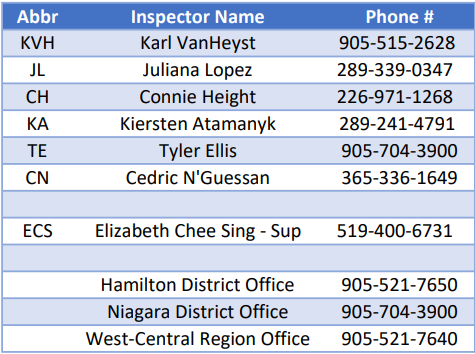 Abbr Inspector Name Phone #
KVH Karl VanHeyst 905-515-2628
JL Juliana Lopez 289-339-0347
CH Connie Height 226-971-1268
KA Kiersten Atamanyk 289-241-4791
TE Tyler Ellis 905-704-3900
CN Cedric N'Guessan 365-336-1649
ECS Elizabeth Chee Sing - Sup 519-400-6731
Hamilton District Office 905-521-7650
Niagara District Office 905-704-3900
West-Central Region Office 905-521-7640